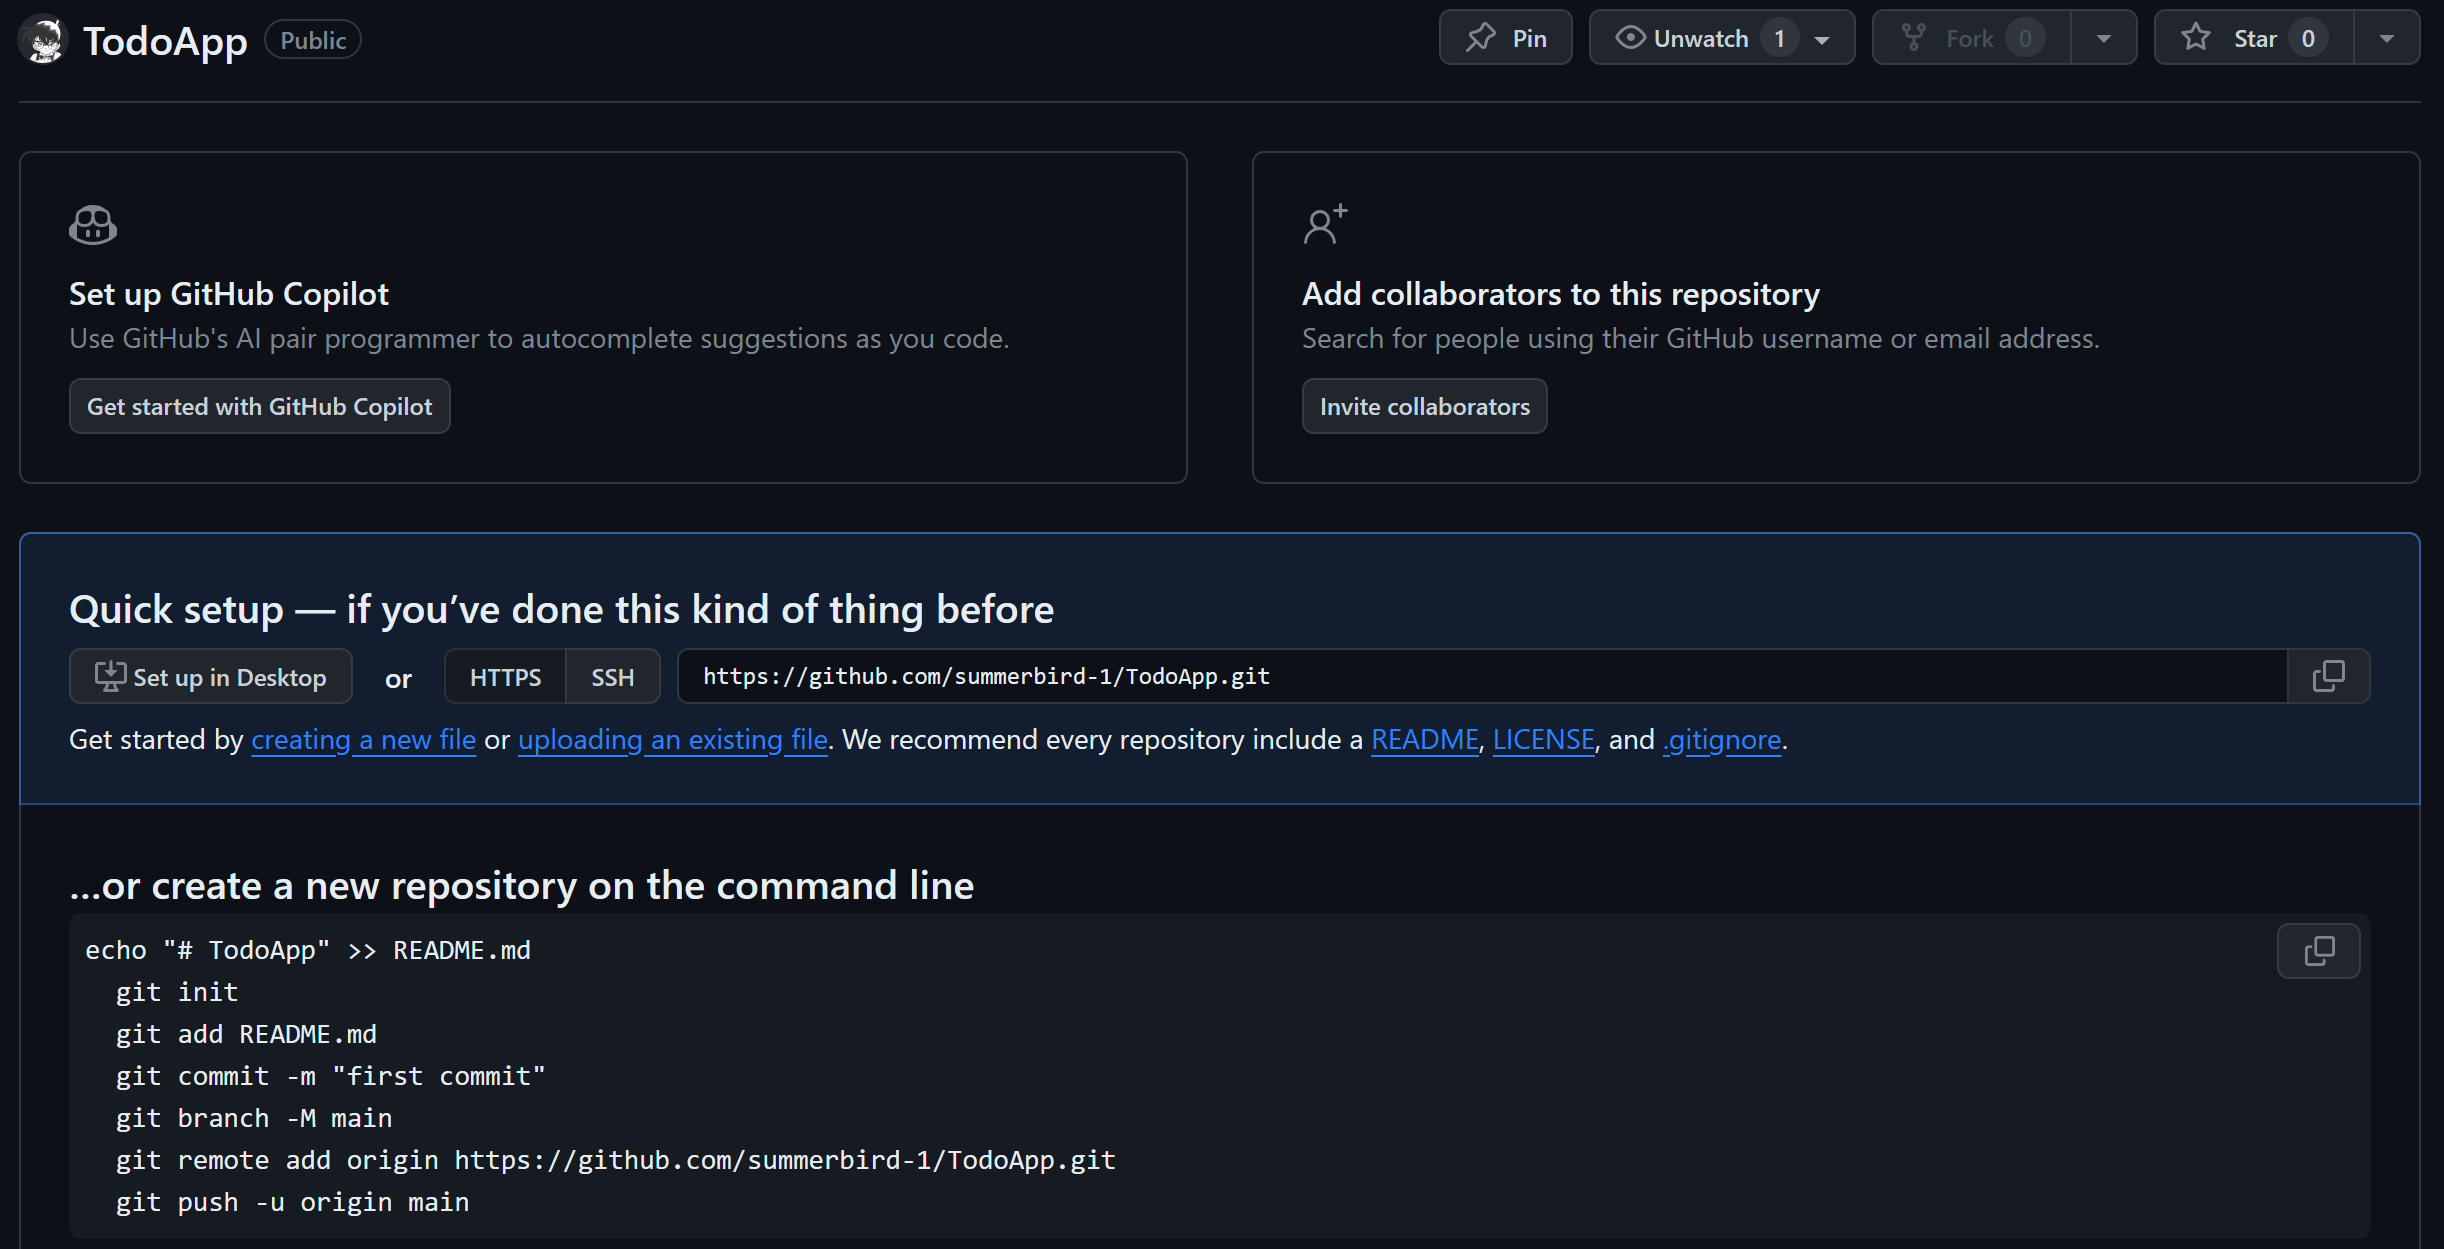 TodoApp Public Pin Unwatch 1 Fork 0 Star 0
Set up GitHub Copilot
Use GitHub's AI pair programmer to autocomplete suggestions as you code.
Get started with GitHub Copilot
Add collaborators to this repository
Search for people using their GitHub username or email address.
Invite collaborators
Quick setup — if you’ve done this kind of thing before
Set up in Desktop or HTTPS SSH https://github.com/summerbird-1/TodoApp.git
Get started by creating a new file or uploading an existing file. We recommend every repository include a README, LICENSE, and .gitignore.
…or create a new repository on the command line
echo "# TodoApp" >> README.md
git init
git add README.md
git commit -m "first commit"
git branch -M main
git remote add origin https://github.com/summerbird-1/TodoApp.git
git push -u origin main